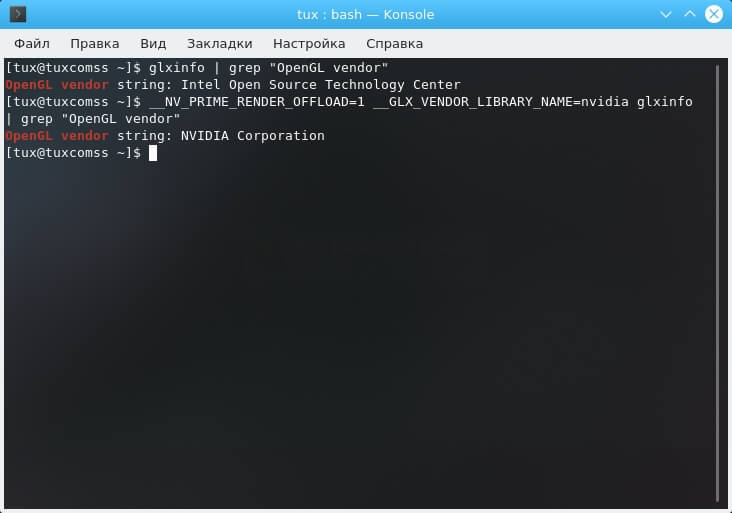 tux : bash — Konsole
Файл Правка Вид Закладки Настройка Справка
[tux@tuxcomss ~]$ glxinfo | grep "OpenGL vendor"
OpenGL vendor string: Intel Open Source Technology Center
[tux@tuxcomss ~]$ __NV_PRIME_RENDER_OFFLOAD=1 __GLX_VENDOR_LIBRARY_NAME=nvidia glxinfo
| grep "OpenGL vendor"
OpenGL vendor string: NVIDIA Corporation
[tux@tuxcomss ~]$